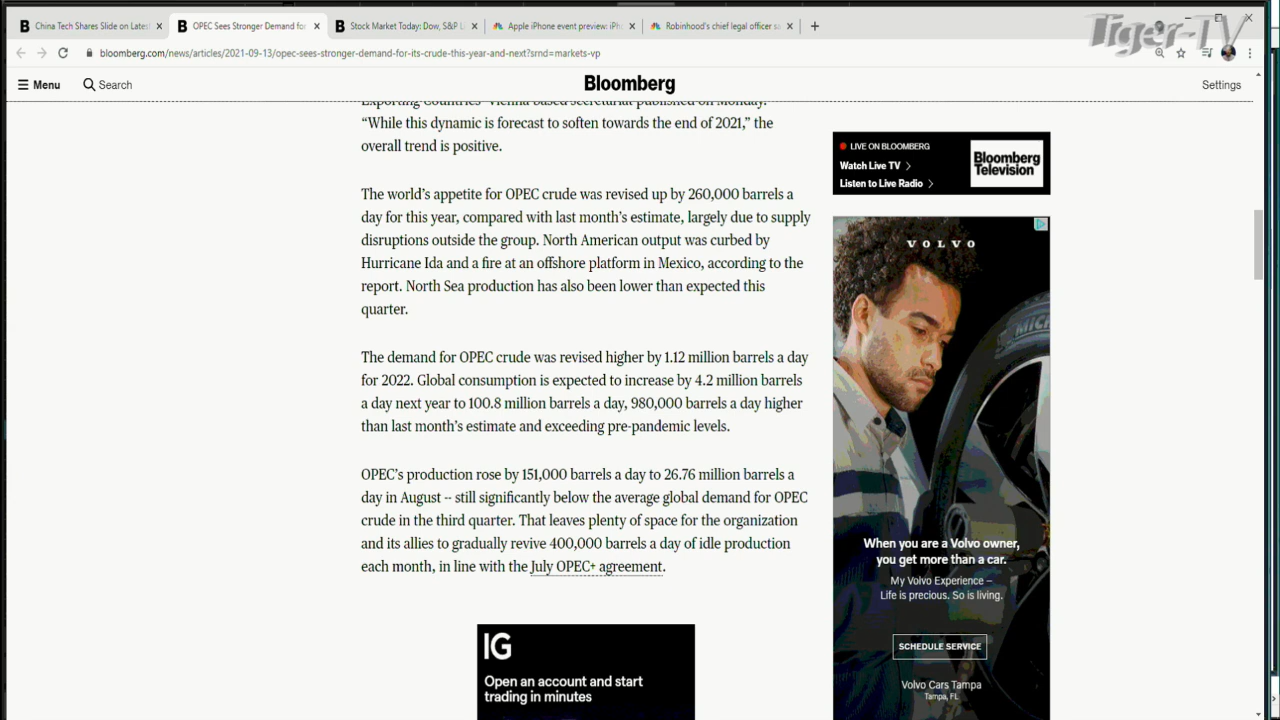 China Tech Shares Slide on Latest
OPEC Sees Stronger Demand for
Stock Market Today: Dow, S&P L
Apple iPhone event preview: iPh
Robinhood's chief legal officer sa
Tiger-TV
bloomberg.com/news/articles/2021-09-13/opec-sees-stronger-demand-for-its-crude-this-year-and-next?srnd=markets-vp
Menu
Search
Bloomberg
Settings
Exporting Countries' Vienna-based secretariat published on Monday.
“While this dynamic is forecast to soften towards the end of 2021,” the
overall trend is positive.
The world’s appetite for OPEC crude was revised up by 260,000 barrels a
day for this year, compared with last month’s estimate, largely due to supply
disruptions outside the group. North American output was curbed by
Hurricane Ida and a fire at an offshore platform in Mexico, according to the
report. North Sea production has also been lower than expected this
quarter.
The demand for OPEC crude was revised higher by 1.12 million barrels a day
for 2022. Global consumption is expected to increase by 4.2 million barrels
a day next year to 100.8 million barrels a day, 980,000 barrels a day higher
than last month’s estimate and exceeding pre-pandemic levels.
OPEC’s production rose by 151,000 barrels a day to 26.76 million barrels a
day in August -- still significantly below the average global demand for OPEC
crude in the third quarter. That leaves plenty of space for the organization
and its allies to gradually revive 400,000 barrels a day of idle production
each month, in line with the July OPEC+ agreement.
IG
Open an account and start
trading in minutes
LIVE ON BLOOMBERG
Watch Live TV
Listen to Live Radio
Bloomberg
Television
VOLVO
MICH
When you are a Volvo owner,
you get more than a car.
My Volvo Experience –
Life is precious. So is living.
SCHEDULE SERVICE
Volvo Cars Tampa
Tampa, FL